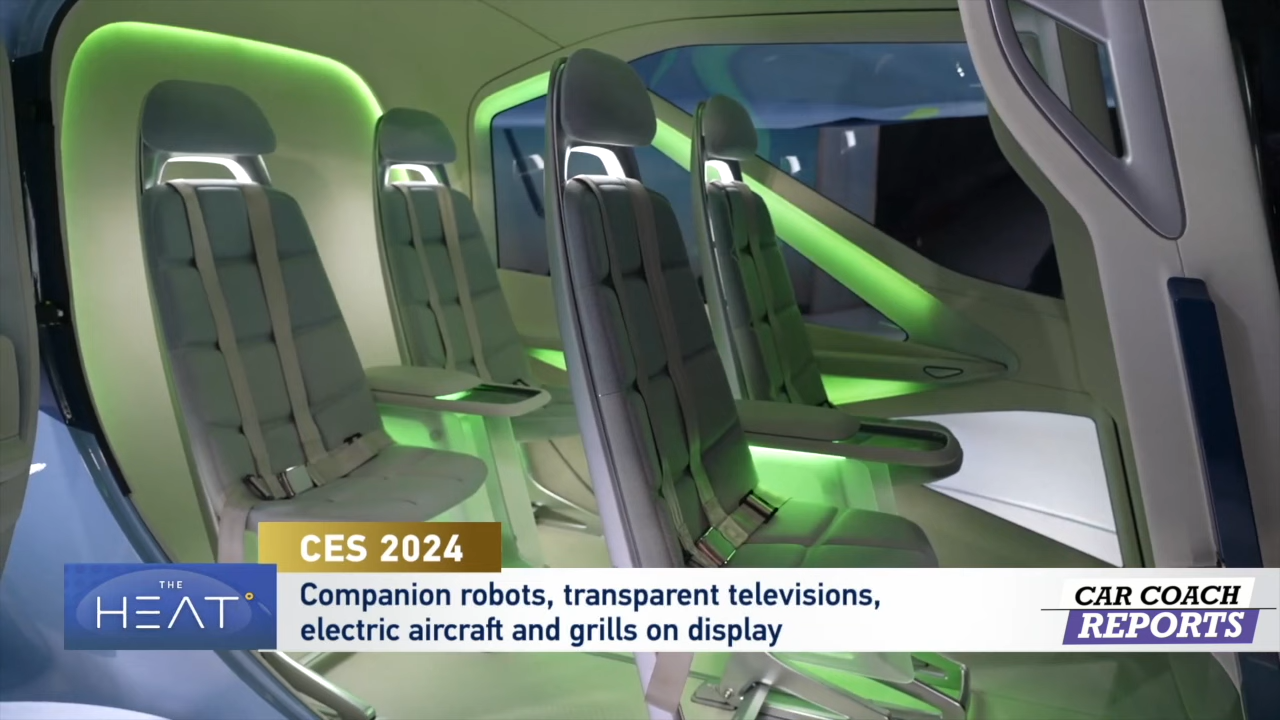 CES 2024
THE
HEAT
Companion robots, transparent televisions,
electric aircraft and grills on display
CAR COACH
REPORTS